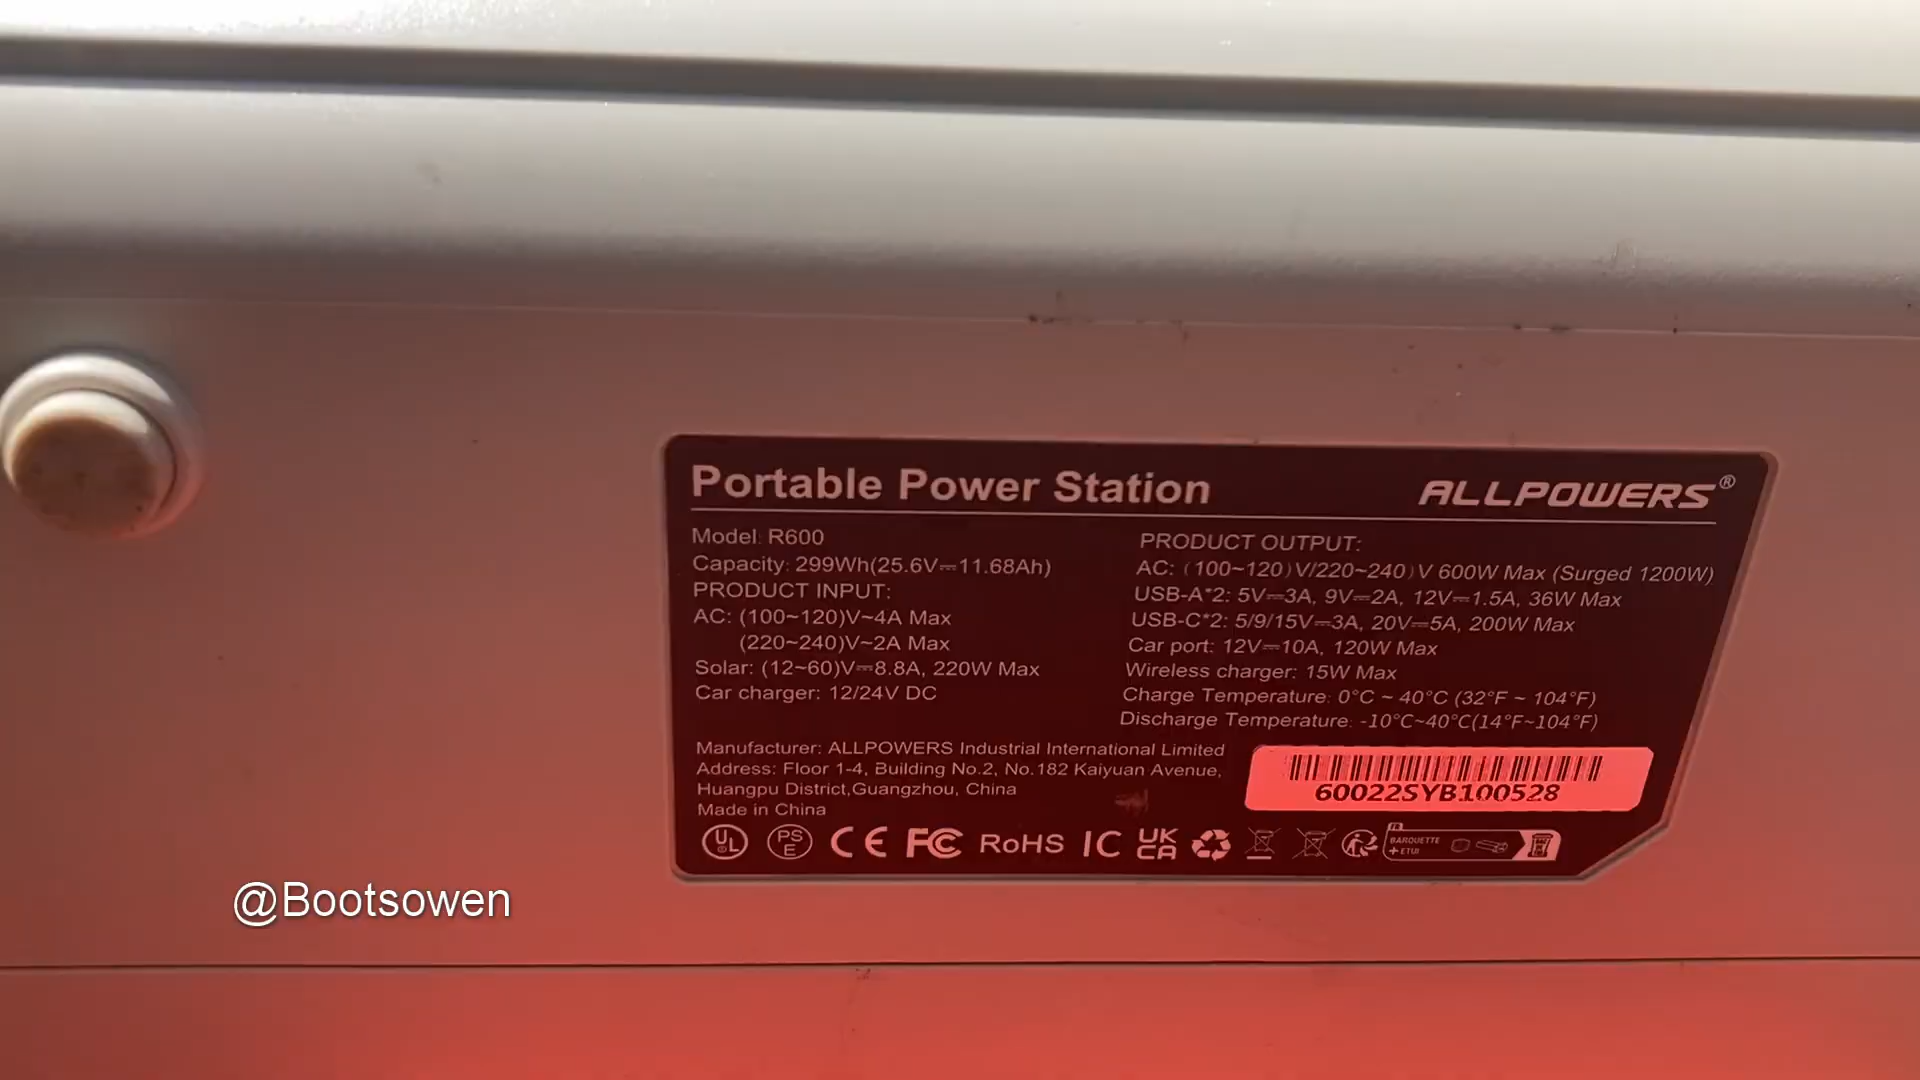 Portable Power Station
ALLPOWERS®
Model: R600
Capacity: 299Wh(25.6V⎓11.68Ah)
PRODUCT INPUT:
AC: (100~120)V~4A Max
(220~240)V~2A Max
Solar: (12~60)V⎓8.8A, 220W Max
Car charger: 12/24V DC
PRODUCT OUTPUT:
AC: (100~120)V/220~240)V 600W Max (Surged 1200W)
USB-A*2: 5V⎓3A, 9V⎓2A, 12V⎓1.5A, 36W Max
USB-C*2: 5/9/15V⎓3A, 20V⎓5A, 200W Max
Car port: 12V⎓10A, 120W Max
Wireless charger: 15W Max
Charge Temperature: 0°C ~ 40°C (32°F ~ 104°F)
Discharge Temperature: -10°C~40°C(14°F~104°F)
Manufacturer: ALLPOWERS Industrial International Limited
Address: Floor 1-4, Building No.2, No.182 Kaiyuan Avenue,
Huangpu District,Guangzhou, China
Made in China
60022SYB100528
UL PSE CE FC RoHS IC UKCA FR BARQUETTE
+ ETUI
@Bootsowen